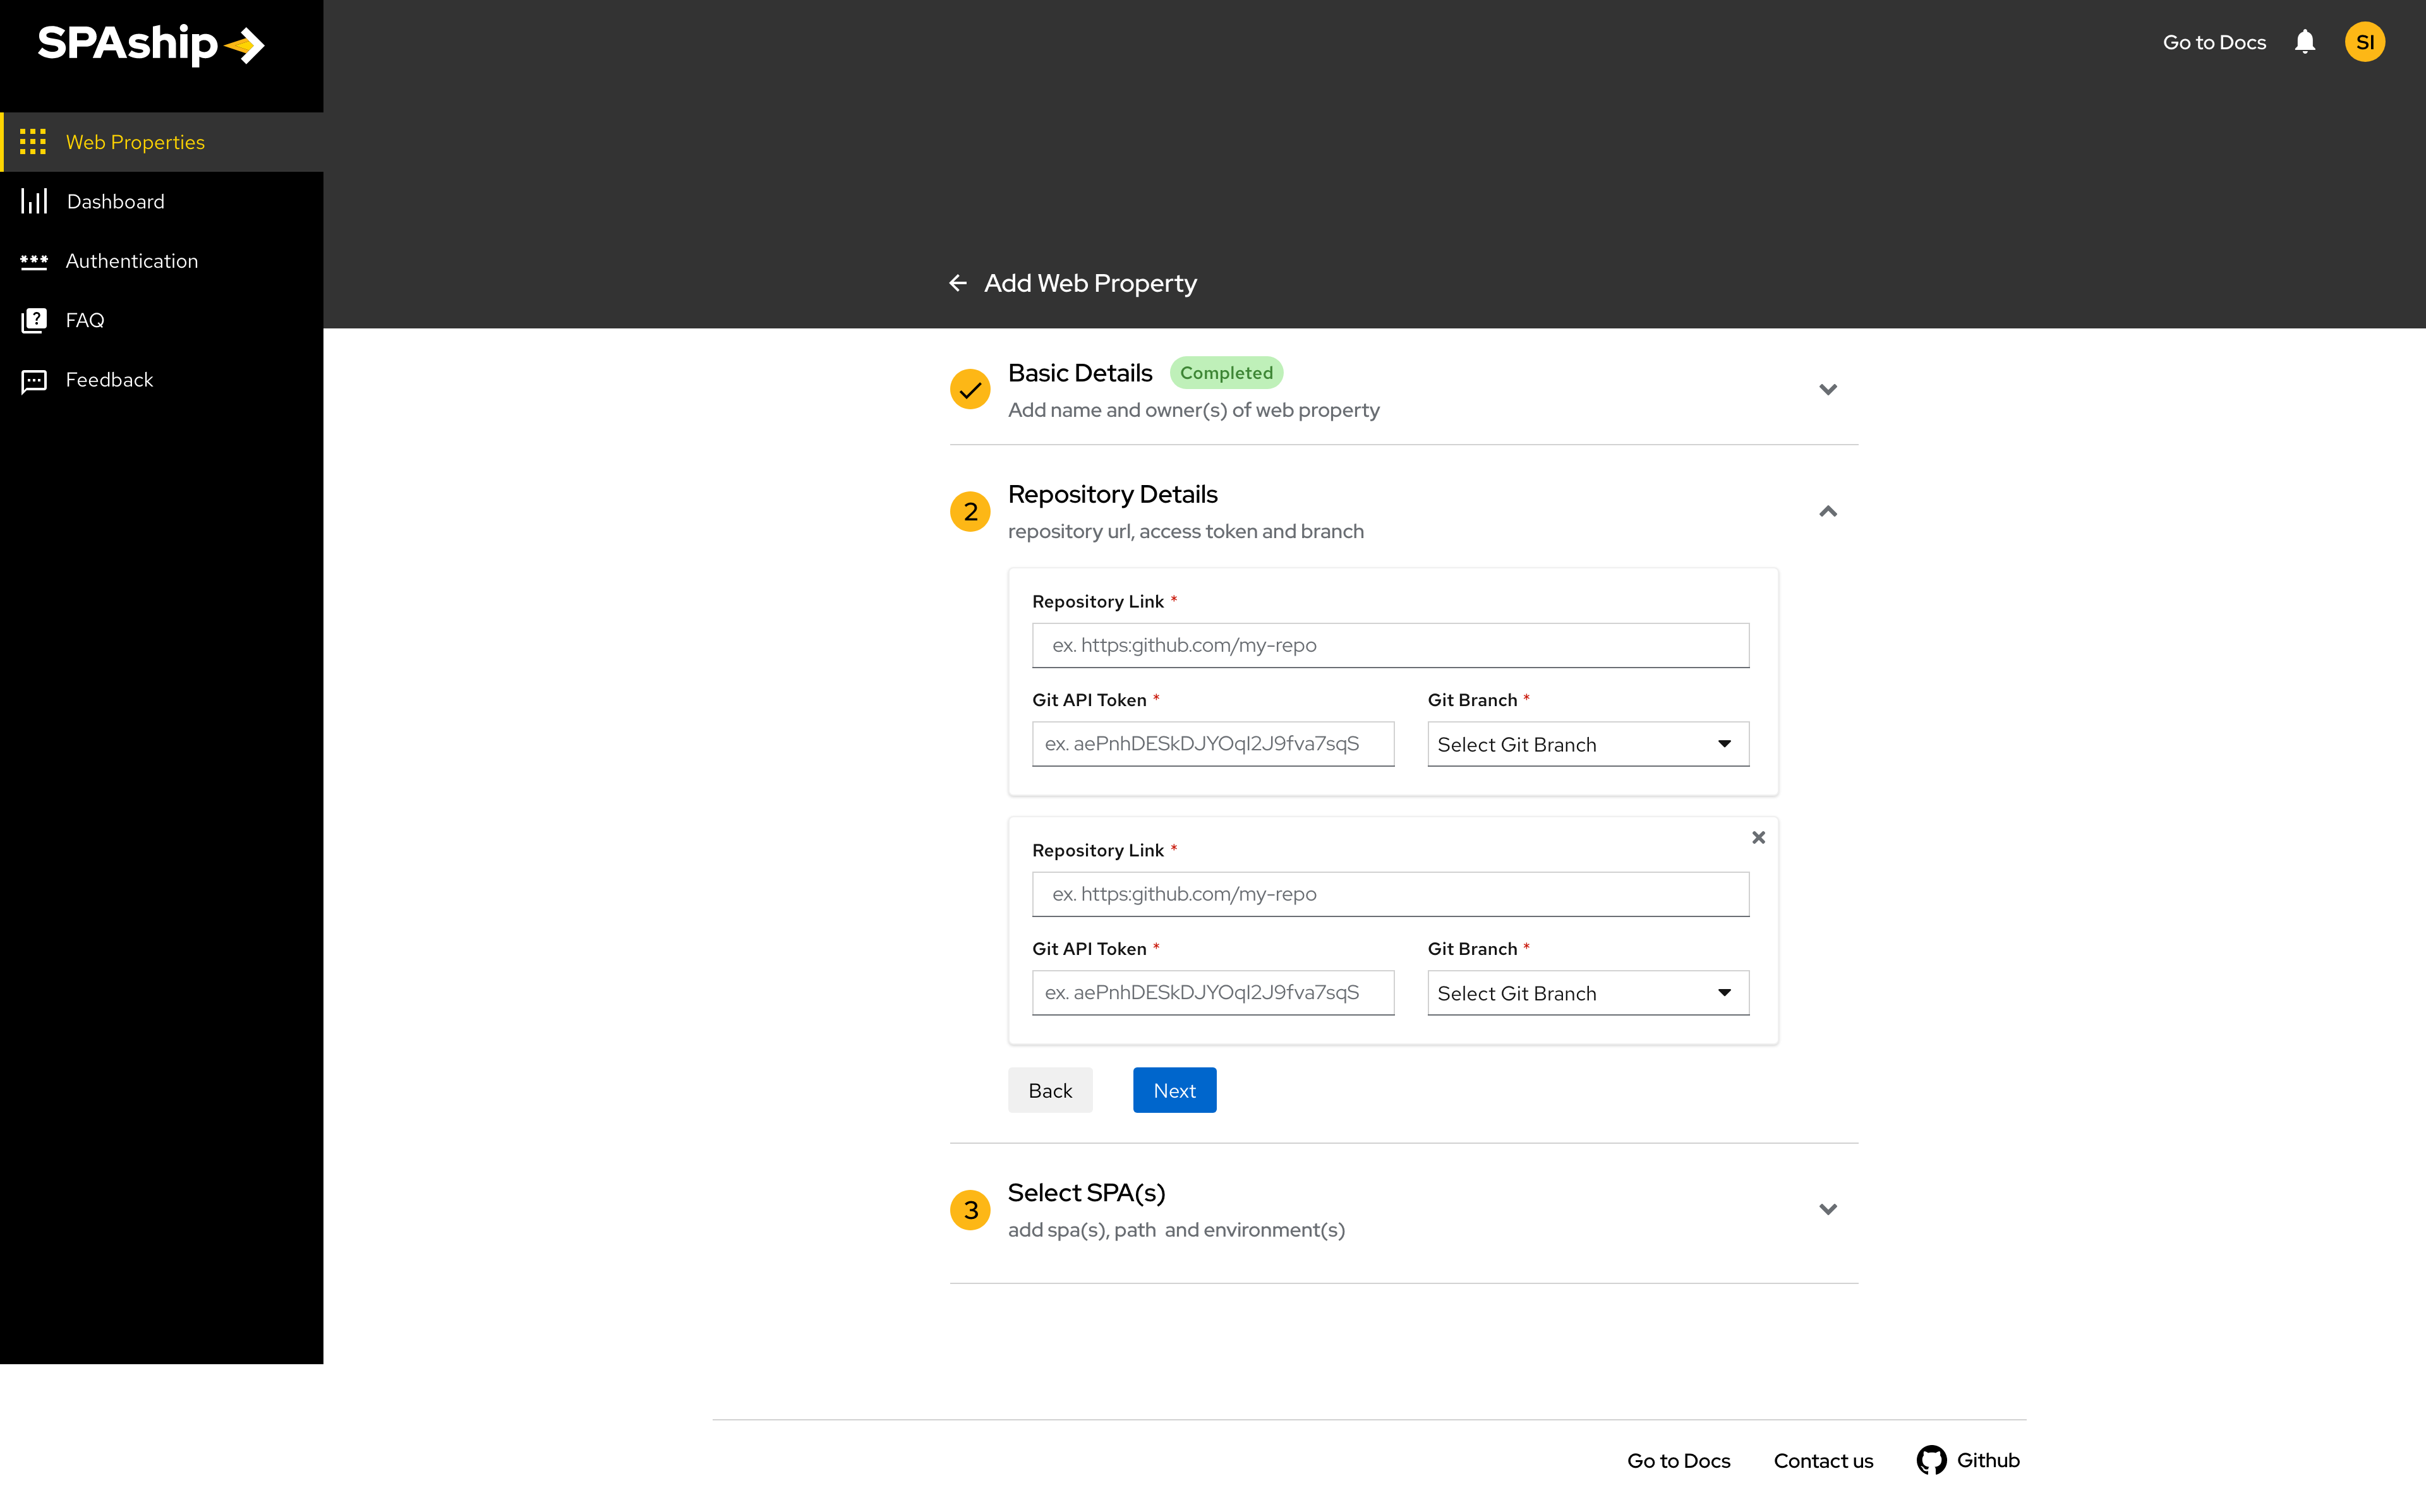 SPAship
Go to Docs
SI
Web Properties
Dashboard
Authentication
FAQ
Feedback
Add Web Property
Basic Details Completed
Add name and owner(s) of web property
2 Repository Details
repository url, access token and branch
Repository Link *
ex. https:github.com/my-repo
Git API Token * Git Branch *
ex. aePnhDESkDJYOqI2J9fva7sqS Select Git Branch
Repository Link *
ex. https:github.com/my-repo
Git API Token * Git Branch *
ex. aePnhDESkDJYOqI2J9fva7sqS Select Git Branch
Back Next
3 Select SPA(s)
add spa(s), path and environment(s)
Go to Docs Contact us Github